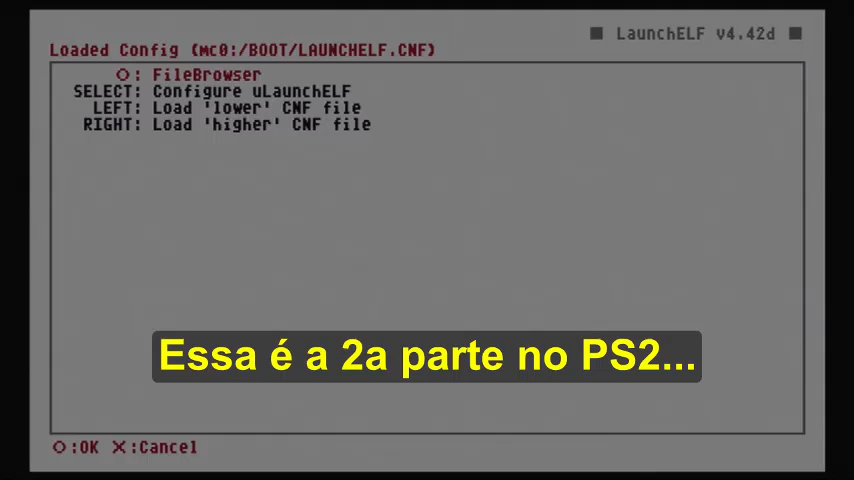 ■ LaunchELF v4.42d ■
Loaded Config (mc0:/BOOT/LAUNCHELF.CNF)
O: FileBrowser
SELECT: Configure uLaunchELF
LEFT: Load 'lower' CNF file
RIGHT: Load 'higher' CNF file
Essa é a 2a parte no PS2...
O:OK X:Cancel